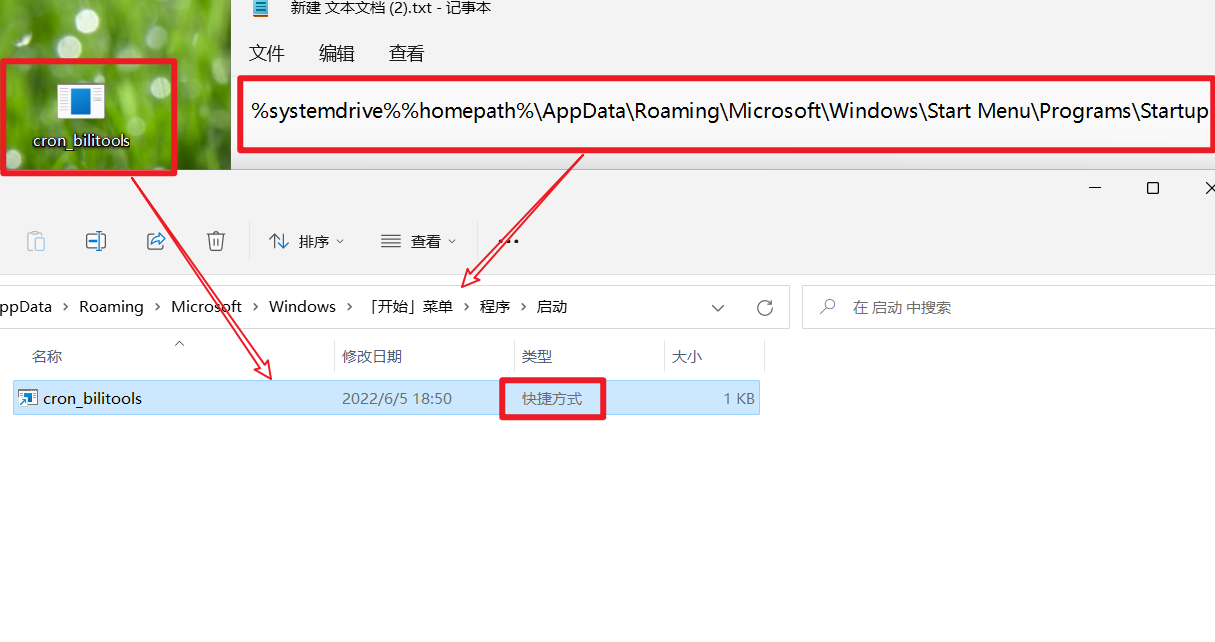 新建 文本文档 (2).txt - 记事本
文件 编辑 查看
%systemdrive%%homepath%\AppData\Roaming\Microsoft\Windows\Start Menu\Programs\Startup
cron_bilitools
排序 查看
ppData > Roaming > Microsoft > Windows > 「开始」菜单 > 程序 > 启动
在 启动 中搜索
名称 修改日期 类型 大小
cron_bilitools 2022/6/5 18:50 快捷方式 1 KB